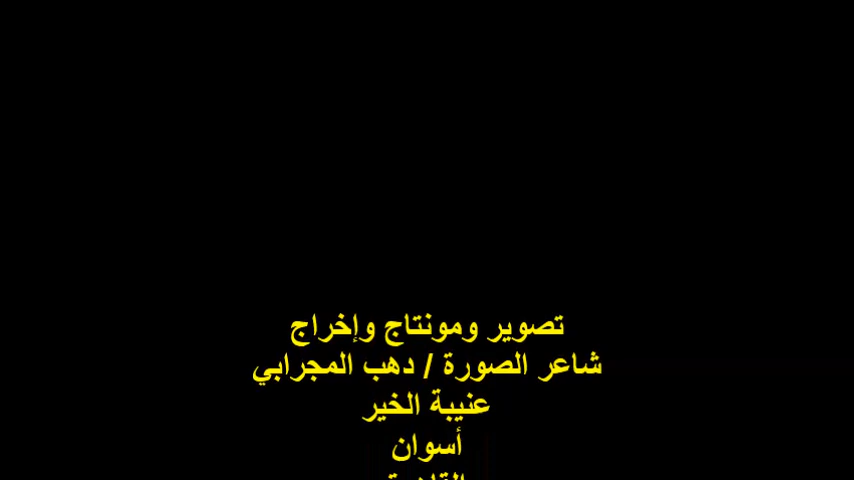 تصوير ومونتاج وإخراج
شاعر الصورة / دهب المجرابي
عنيبة الخير
أسوان